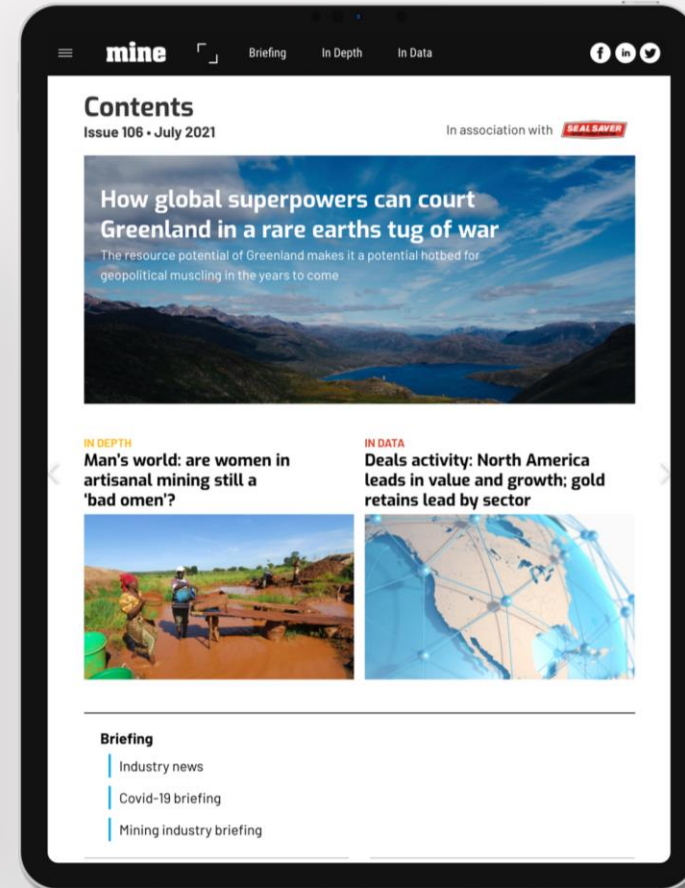 mine
Briefing
In Depth
In Data
f
in
Contents
Issue 106 • July 2021
In association with
SEAL SAVER
How global superpowers can court
Greenland in a rare earths tug of war
The resource potential of Greenland makes it a potential hotbed for
geopolitical muscling in the years to come
IN DEPTH
Man's world: are women in
artisanal mining still a
‘bad omen’?
IN DATA
Deals activity: North America
leads in value and growth; gold
retains lead by sector
Briefing
Industry news
Covid-19 briefing
Mining industry briefing